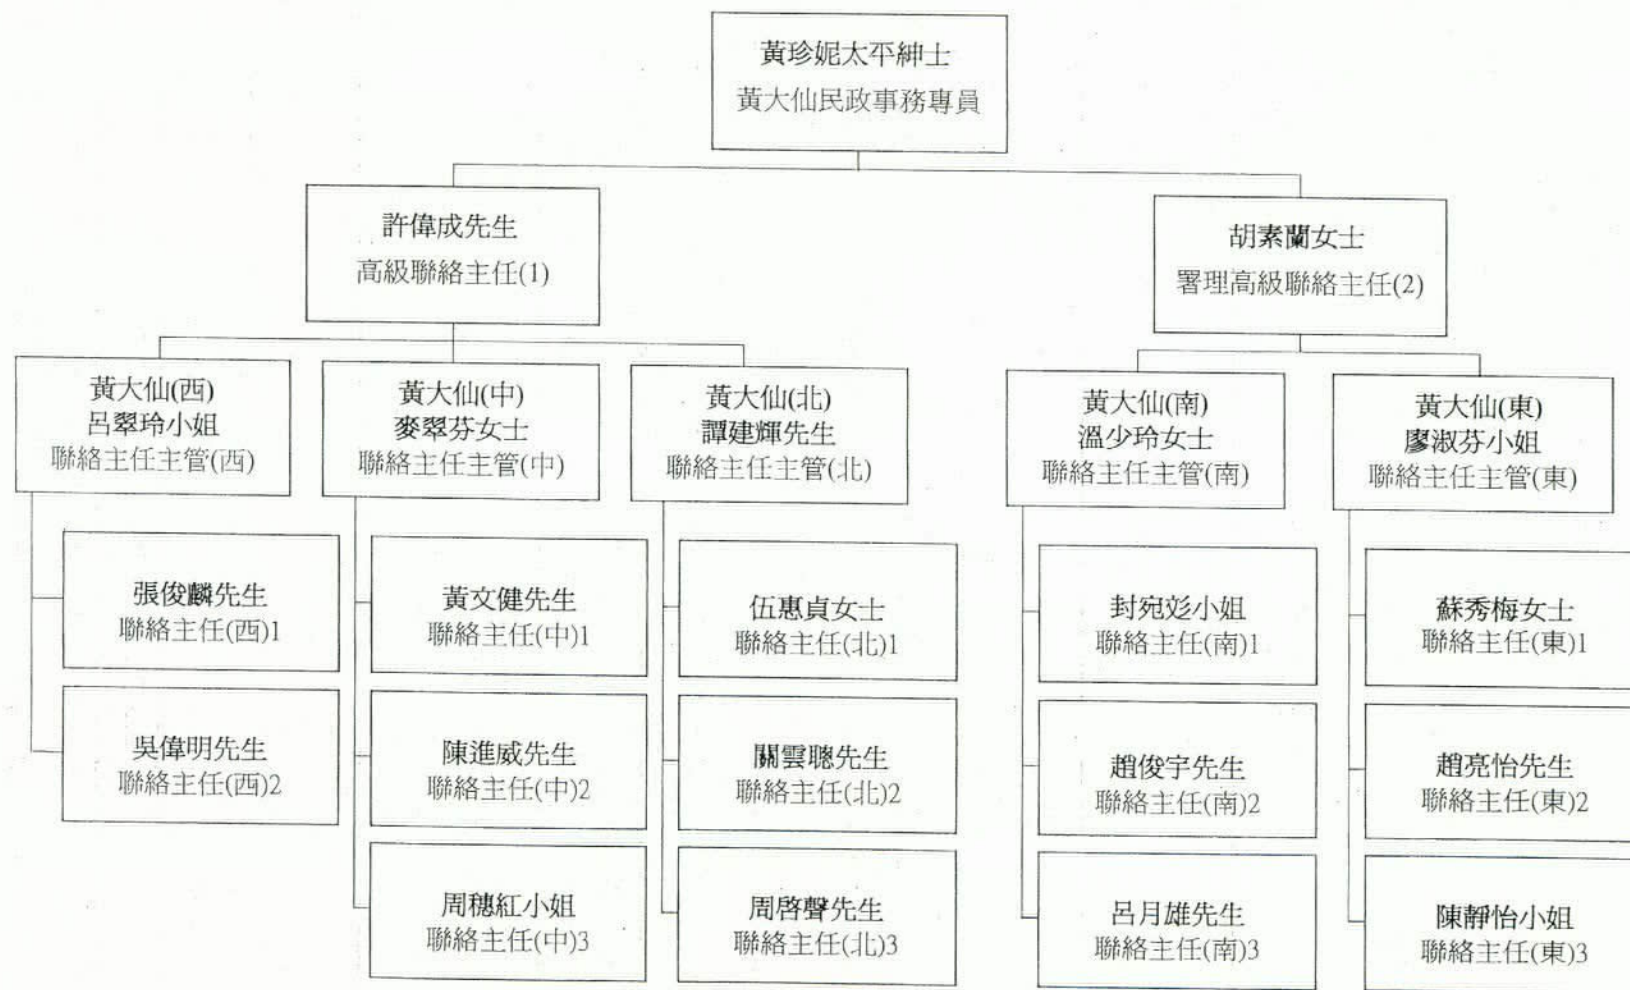 黃珍妮太平紳士
黃大仙民政事務專員
許偉成先生
高級聯絡主任(1)
胡素蘭女士
署理高級聯絡主任(2)
黃大仙(西)
呂翠玲小姐
聯絡主任主管(西)
黃大仙(中)
麥翠芬女士
聯絡主任主管(中)
黃大仙(北)
譚建輝先生
聯絡主任主管(北)
黃大仙(南)
溫少玲女士
聯絡主任主管(南)
黃大仙(東)
廖淑芬小姐
聯絡主任主管(東)
張俊麟先生
聯絡主任(西)1
黃文健先生
聯絡主任(中)1
伍惠貞女士
聯絡主任(北)1
封宛彣小姐
聯絡主任(南)1
蘇秀梅女士
聯絡主任(東)1
吳偉明先生
聯絡主任(西)2
陳進威先生
聯絡主任(中)2
關雲聰先生
聯絡主任(北)2
趙俊宇先生
聯絡主任(南)2
趙亮怡先生
聯絡主任(東)2
周穗紅小姐
聯絡主任(中)3
周啓聲先生
聯絡主任(北)3
呂月雄先生
聯絡主任(南)3
陳靜怡小姐
聯絡主任(東)3